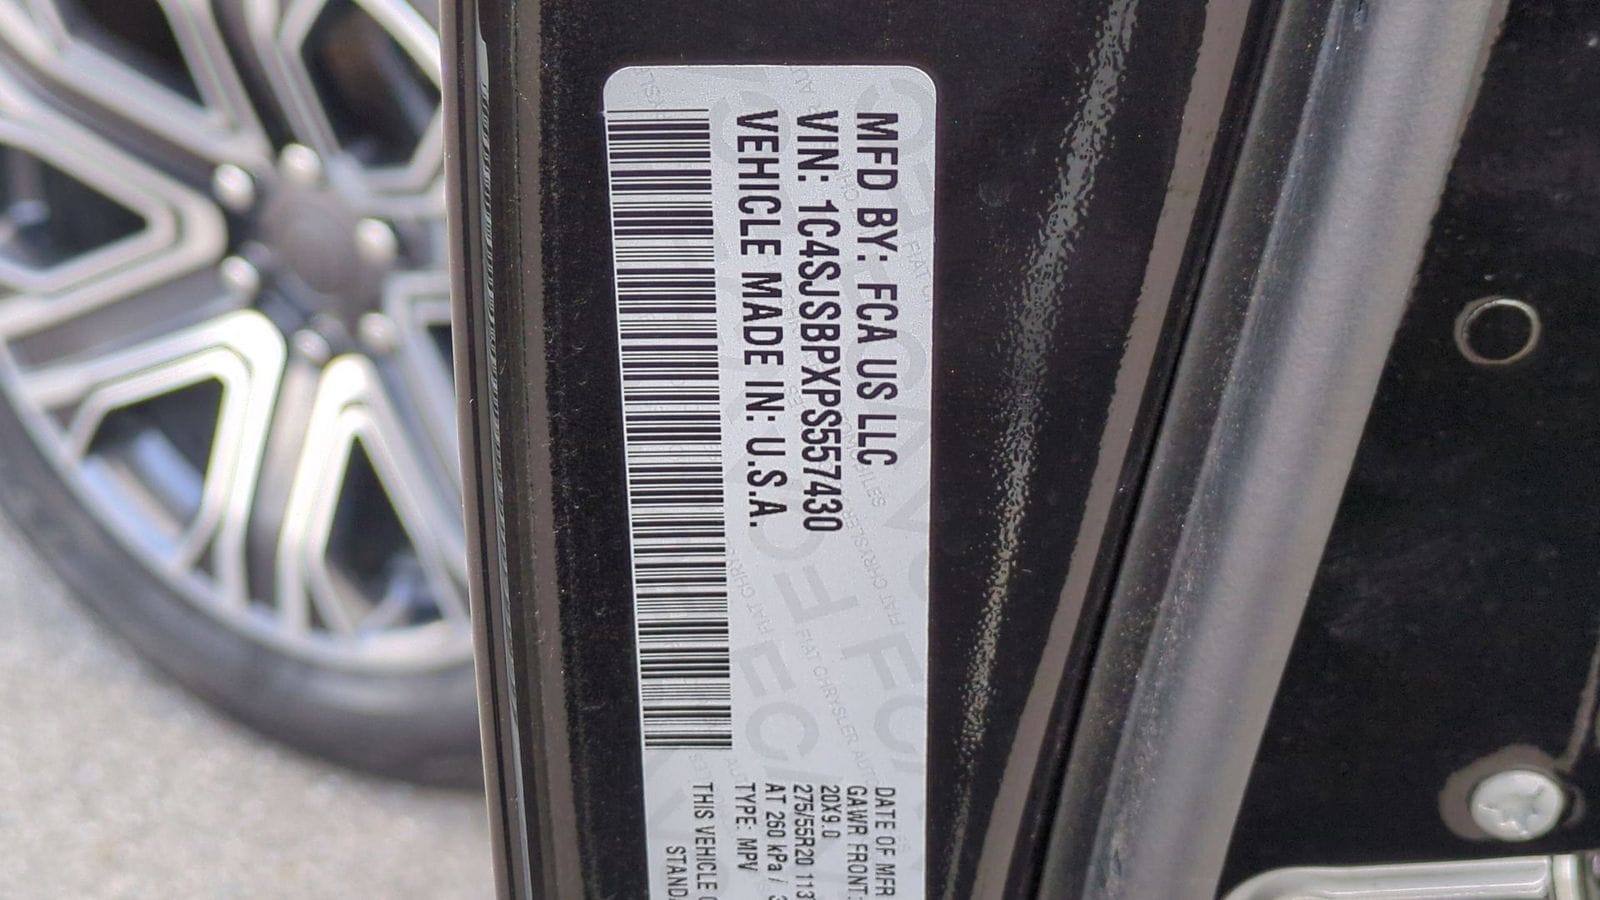 MFD BY: FCA US LLC
VIN: 1C4SJSBPXPS557430
VEHICLE MADE IN: U.S.A.
DATE OF MFR
GAWR FRONT:
20X9.0
275/55R20 113
AT 260 kPa /
TYPE: MPV
THIS VEHICLE